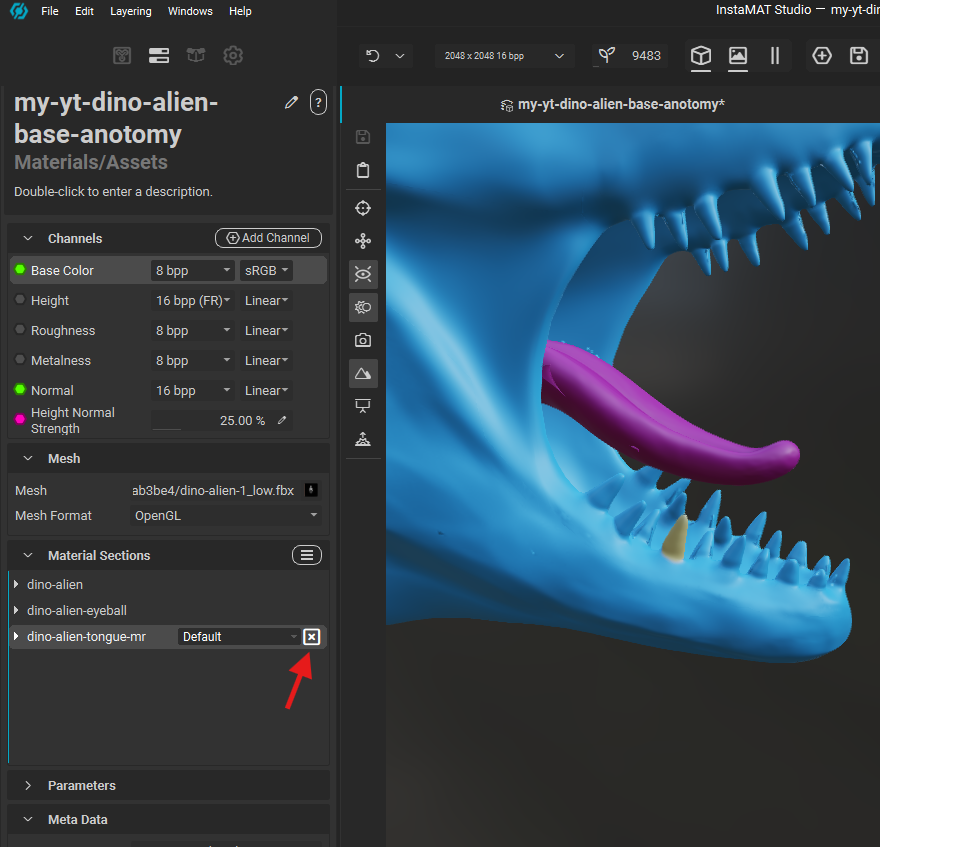 File Edit Layering Windows Help
InstaMAT Studio — my-yt-dir
2048 x 2048 16 bpp
9483
my-yt-dino-alien-
base-anotomy
?
Materials/Assets
Double-click to enter a description.
my-yt-dino-alien-base-anotomy*
Channels
Add Channel
Base Color 8 bpp sRGB
Height 16 bpp (FR) Linear
Roughness 8 bpp Linear
Metalness 8 bpp Linear
Normal 16 bpp Linear
Height Normal
Strength
25.00 %
Mesh
Mesh ab3be4/dino-alien-1_low.fbx
Mesh Format OpenGL
Material Sections
dino-alien
dino-alien-eyeball
dino-alien-tongue-mr Default
Parameters
Meta Data